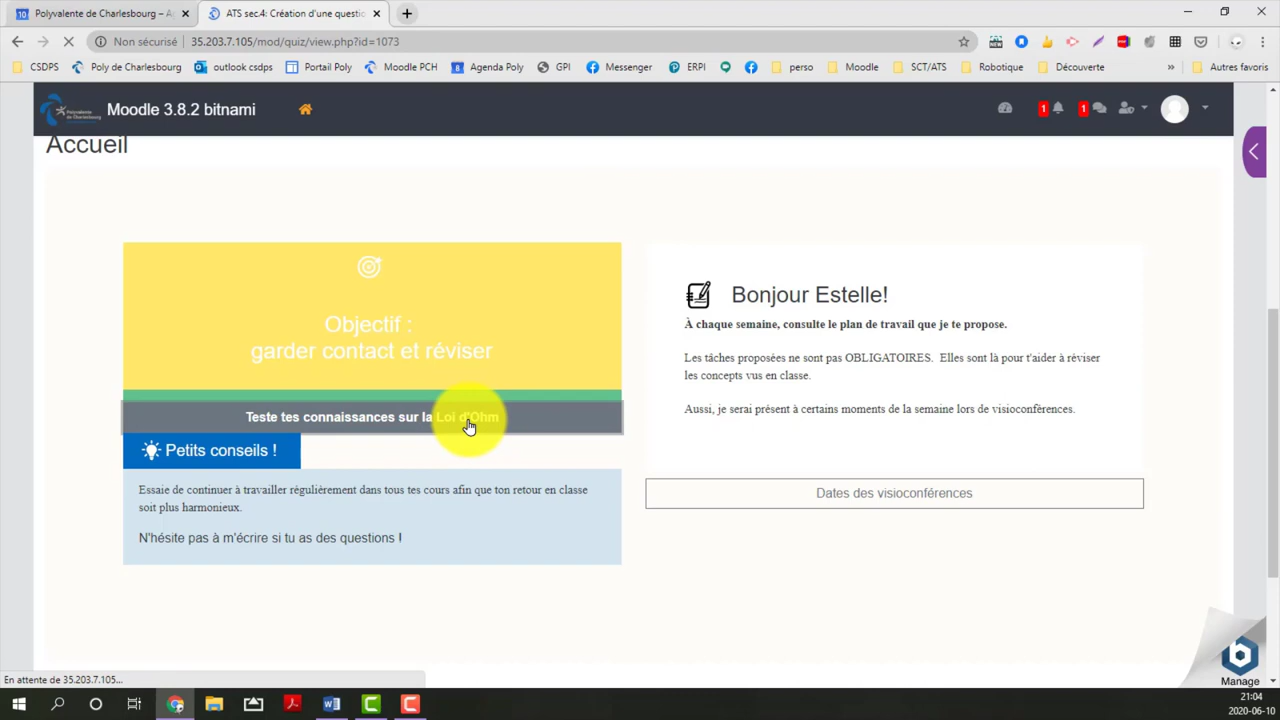 Polyvalente de Charlesbourg – Ag
ATS sec.4: Création d'une questio
Non sécurisé
35.203.7.105/mod/quiz/view.php?id=1073
CSDPS
Poly de Charlesbourg
outlook csdps
Portail Poly
Moodle PCH
Agenda Poly
GPI
Messenger
ERPI
perso
Moodle
SCT/ATS
Robotique
Découverte
»
Autres favoris
Polyvalente
de Charlesbourg
Moodle 3.8.2 bitnami
1
1
Accueil
Objectif :
garder contact et réviser
Teste tes connaissances sur la Loi d'Ohm
Petits conseils !
Essaie de continuer à travailler régulièrement dans tous tes cours afin que ton retour en classe
soit plus harmonieux.
N'hésite pas à m'écrire si tu as des questions !
Bonjour Estelle!
À chaque semaine, consulte le plan de travail que je te propose.
Les tâches proposées ne sont pas OBLIGATOIRES. Elles sont là pour t'aider à réviser
les concepts vus en classe.
Aussi, je serai présent à certains moments de la semaine lors de visioconférences.
Dates des visioconférences
Manage
En attente de 35.203.7.105...
21:04
2020-06-10